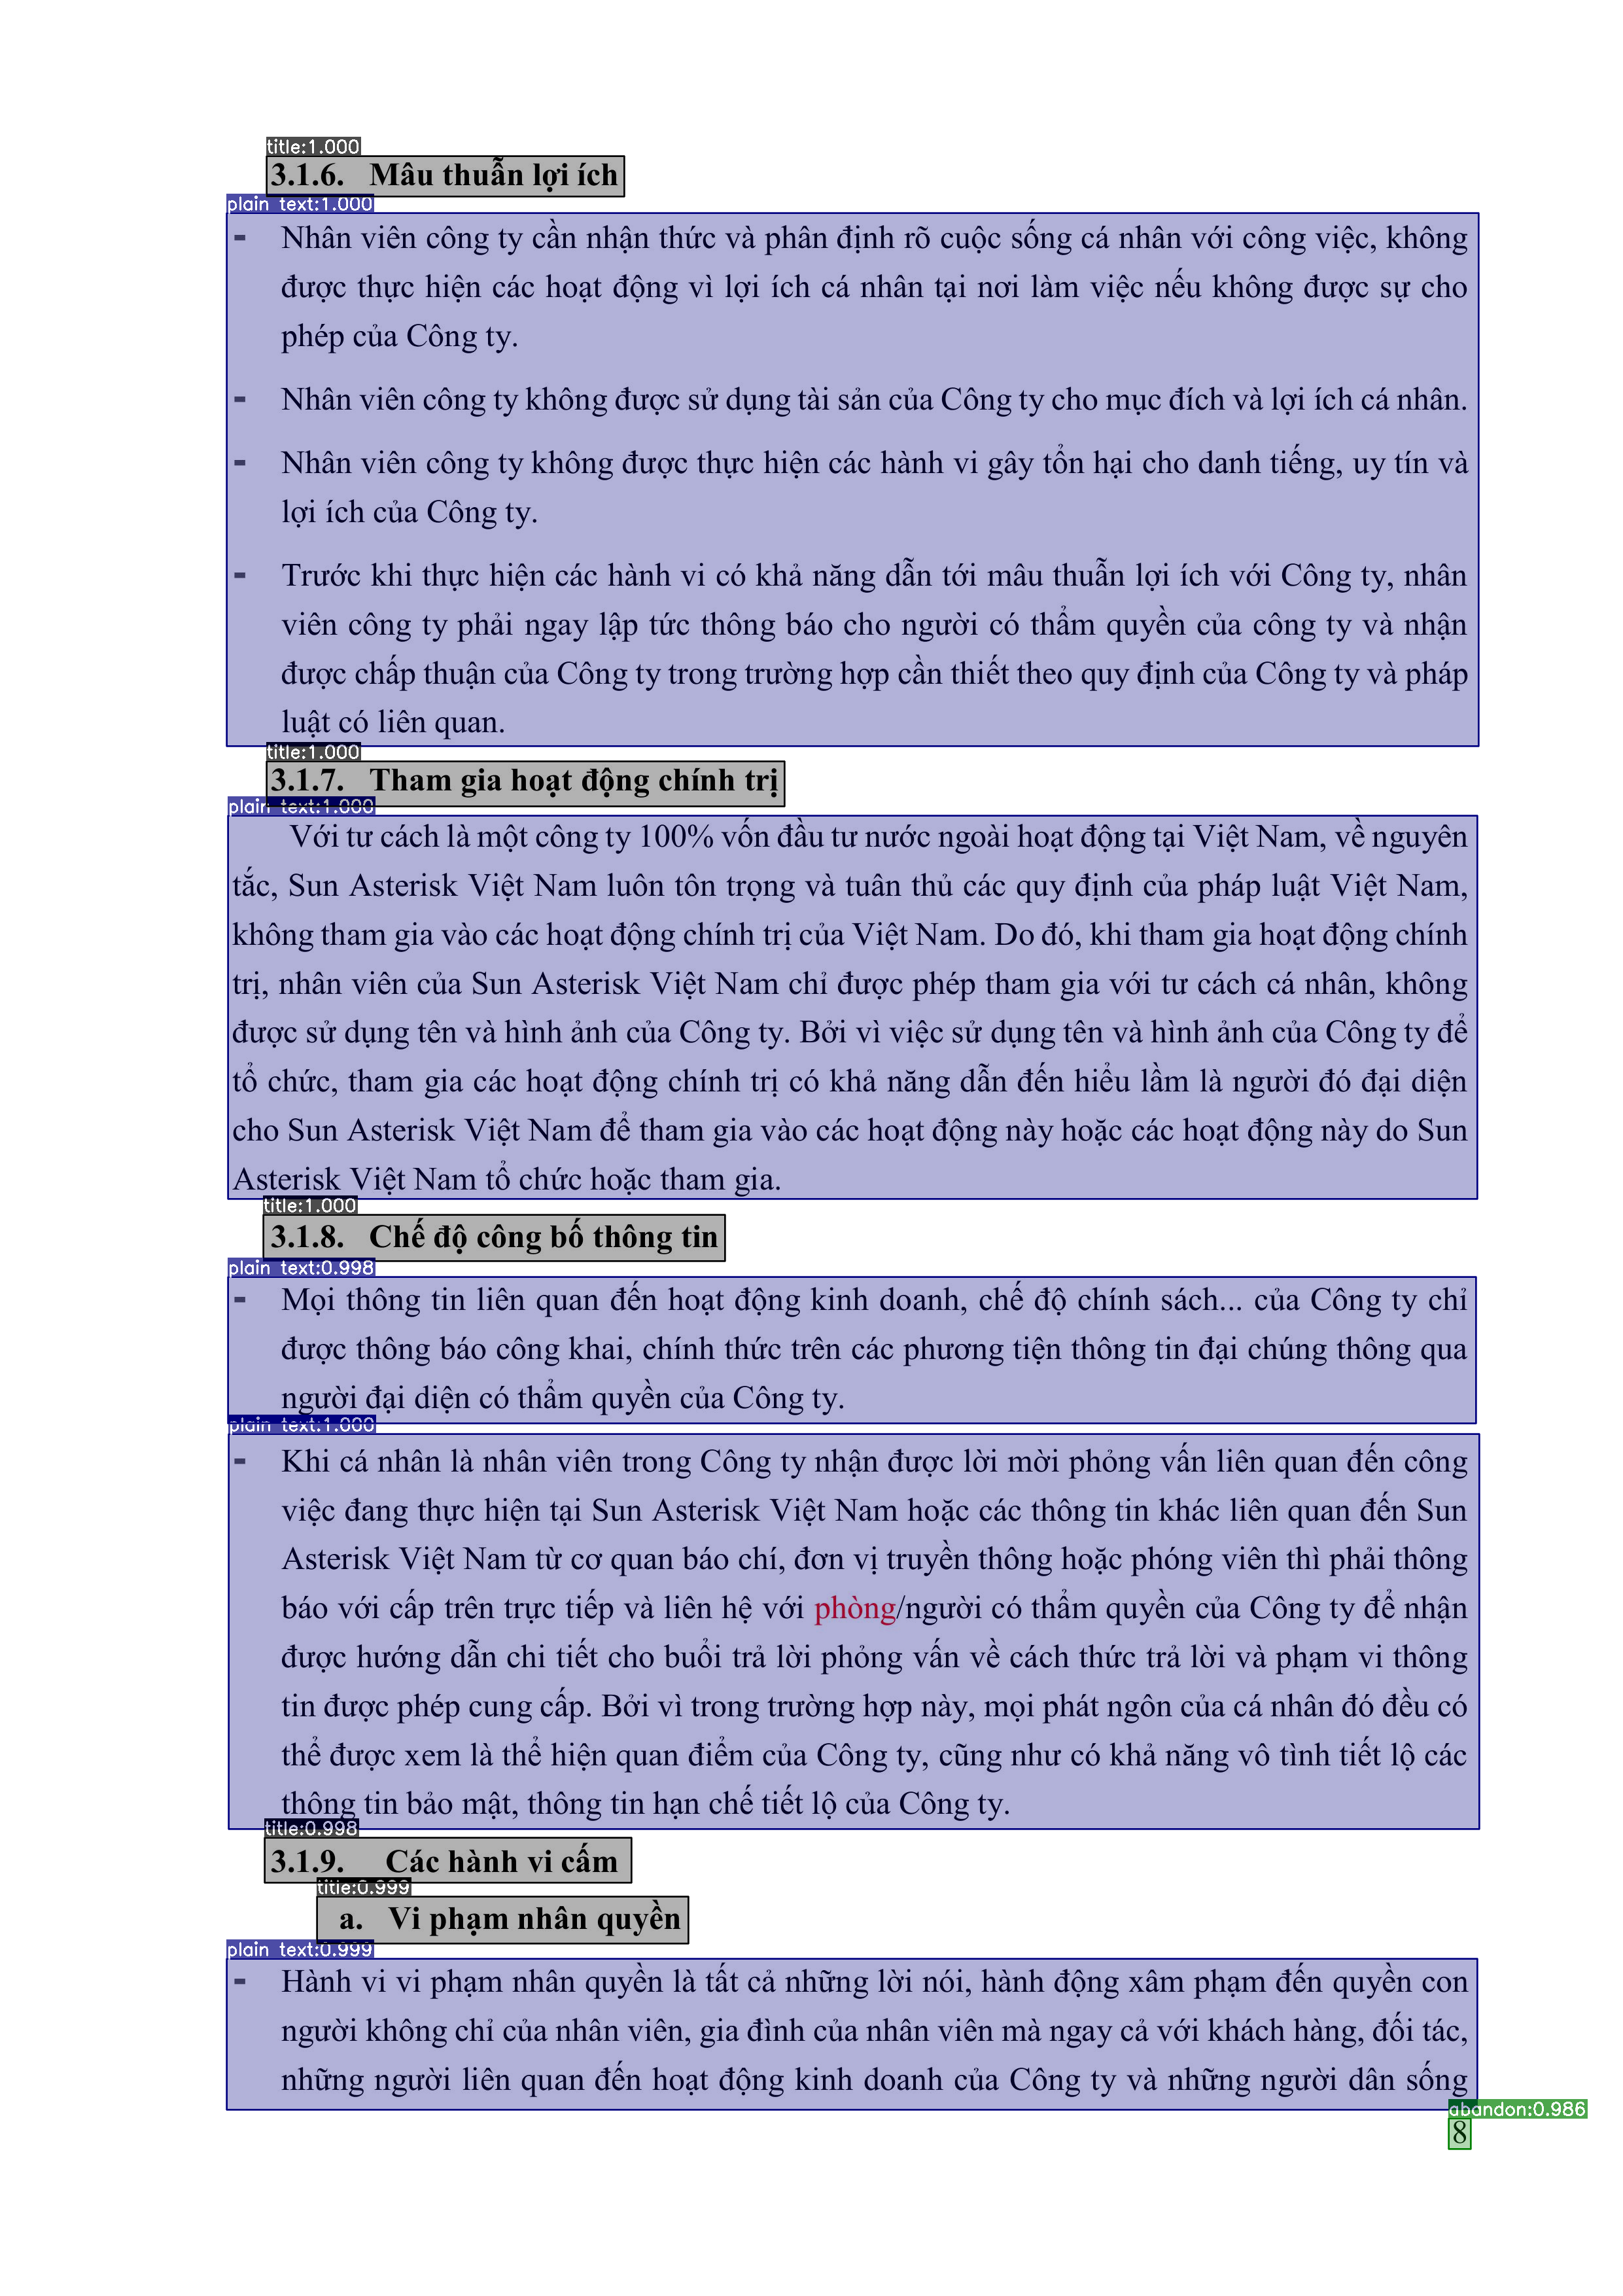 title:1.000
3.1.6. Mâu thuẫn lợi ích
plain text:1.000
- Nhân viên công ty cần nhận thức và phân định rõ cuộc sống cá nhân với công việc, không
được thực hiện các hoạt động vì lợi ích cá nhân tại nơi làm việc nếu không được sự cho
phép của Công ty.
- Nhân viên công ty không được sử dụng tài sản của Công ty cho mục đích và lợi ích cá nhân.
- Nhân viên công ty không được thực hiện các hành vi gây tổn hại cho danh tiếng, uy tín và
lợi ích của Công ty.
- Trước khi thực hiện các hành vi có khả năng dẫn tới mâu thuẫn lợi ích với Công ty, nhân
viên công ty phải ngay lập tức thông báo cho người có thẩm quyền của công ty và nhận
được chấp thuận của Công ty trong trường hợp cần thiết theo quy định của Công ty và pháp
luật có liên quan.
title:1.000
3.1.7. Tham gia hoạt động chính trị
plain text:1.000
Với tư cách là một công ty 100% vốn đầu tư nước ngoài hoạt động tại Việt Nam, về nguyên
tắc, Sun Asterisk Việt Nam luôn tôn trọng và tuân thủ các quy định của pháp luật Việt Nam,
không tham gia vào các hoạt động chính trị của Việt Nam. Do đó, khi tham gia hoạt động chính
trị, nhân viên của Sun Asterisk Việt Nam chỉ được phép tham gia với tư cách cá nhân, không
được sử dụng tên và hình ảnh của Công ty. Bởi vì việc sử dụng tên và hình ảnh của Công ty để
tổ chức, tham gia các hoạt động chính trị có khả năng dẫn đến hiểu lầm là người đó đại diện
cho Sun Asterisk Việt Nam để tham gia vào các hoạt động này hoặc các hoạt động này do Sun
Asterisk Việt Nam tổ chức hoặc tham gia.
title:1.000
3.1.8. Chế độ công bố thông tin
plain text:0.998
- Mọi thông tin liên quan đến hoạt động kinh doanh, chế độ chính sách... của Công ty chỉ
được thông báo công khai, chính thức trên các phương tiện thông tin đại chúng thông qua
người đại diện có thẩm quyền của Công ty.
plain text:1.000
- Khi cá nhân là nhân viên trong Công ty nhận được lời mời phỏng vấn liên quan đến công
việc đang thực hiện tại Sun Asterisk Việt Nam hoặc các thông tin khác liên quan đến Sun
Asterisk Việt Nam từ cơ quan báo chí, đơn vị truyền thông hoặc phóng viên thì phải thông
báo với cấp trên trực tiếp và liên hệ với phòng/người có thẩm quyền của Công ty để nhận
được hướng dẫn chi tiết cho buổi trả lời phỏng vấn về cách thức trả lời và phạm vi thông
tin được phép cung cấp. Bởi vì trong trường hợp này, mọi phát ngôn của cá nhân đó đều có
thể được xem là thể hiện quan điểm của Công ty, cũng như có khả năng vô tình tiết lộ các
thông tin bảo mật, thông tin hạn chế tiết lộ của Công ty.
title:0.998
3.1.9. Các hành vi cấm
title:0.999
a. Vi phạm nhân quyền
plain text:0.999
- Hành vi vi phạm nhân quyền là tất cả những lời nói, hành động xâm phạm đến quyền con
người không chỉ của nhân viên, gia đình của nhân viên mà ngay cả với khách hàng, đối tác,
những người liên quan đến hoạt động kinh doanh của Công ty và những người dân sống
abandon:0.986
8